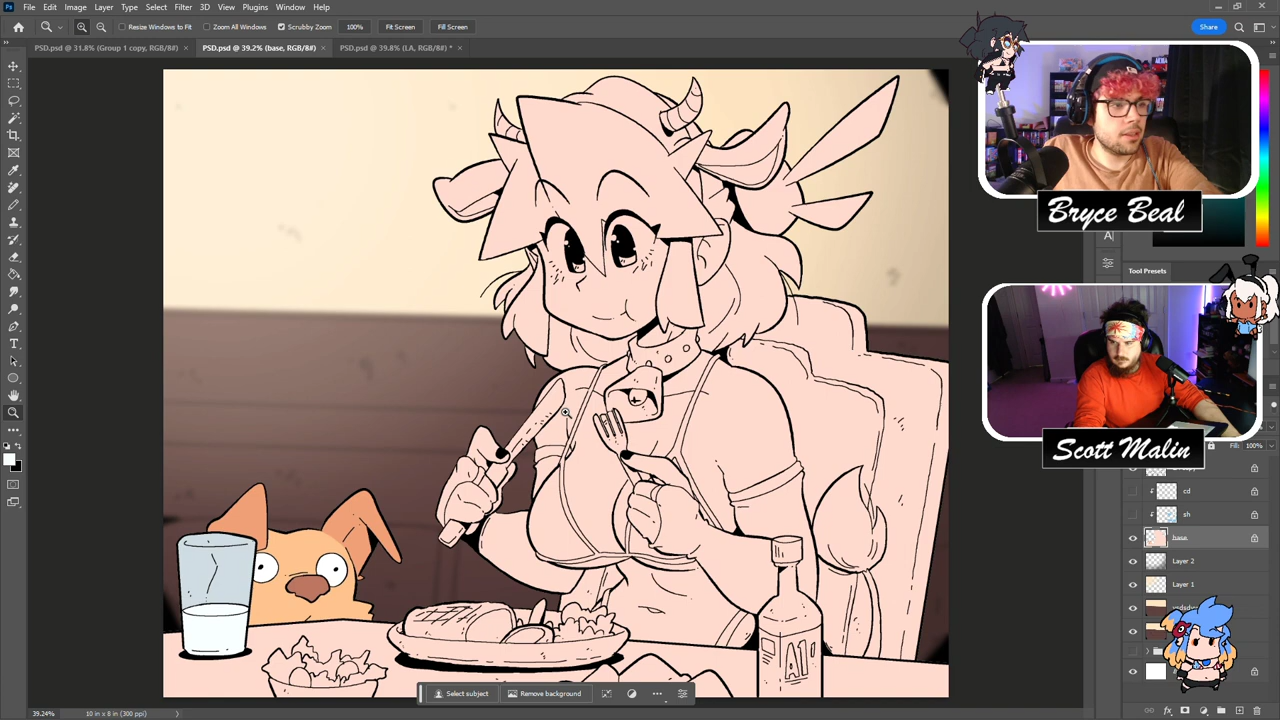 File Edit Image Layer Type Select Filter 3D View Plugins Window Help
Resize Windows to Fit Zoom All Windows Scrubby Zoom 100% Fit Screen Fill Screen
Share
PSD.psd @ 31.8% (Group 1 copy, RGB/8#) × PSD.psd @ 39.2% (base, RGB/8#) × PSD.psd @ 39.8% (LA, RGB/8#) * ×
Bryce Beal
Tool Presets
Scott Malin
Fill: 100%
cd
sh
base
Layer 2
Layer 1
A1
Select subject Remove background
39.24% 10 in x 8 in (300 ppi)